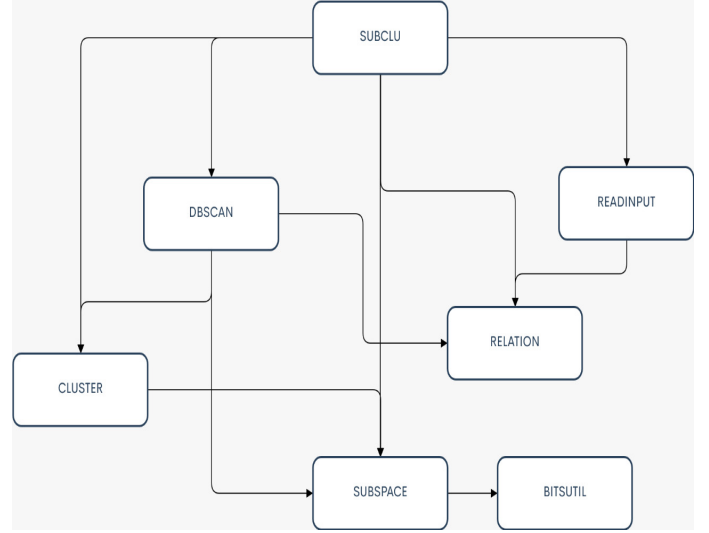 SUBCLU
READINPUT
DBSCAN
RELATION
CLUSTER
SUBSPACE
BITSUTIL